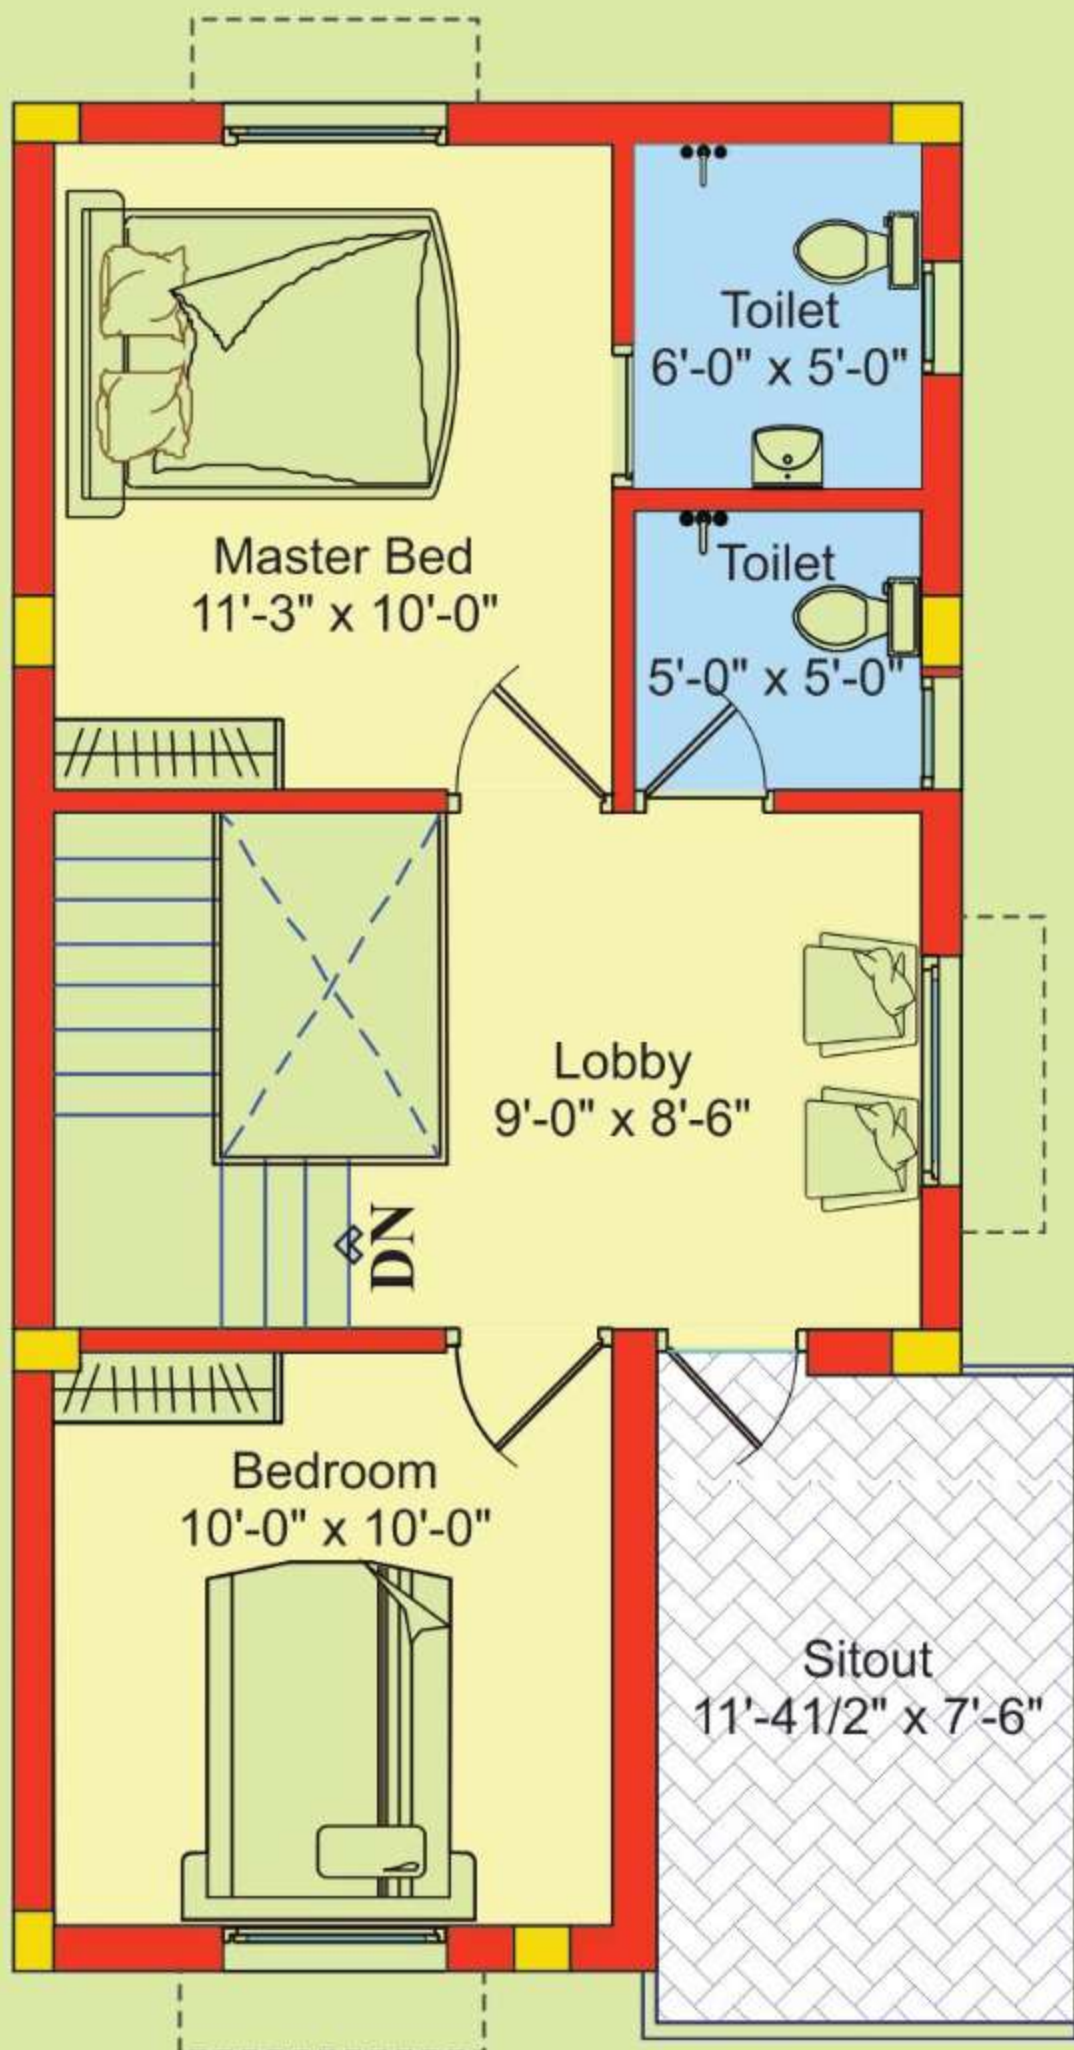 Toilet
6'-0" x 5'-0"
Master Bed
11'-3" x 10'-0"
Toilet
5'-0" x 5'-0"
Lobby
9'-0" x 8'-6"
DN
Bedroom
10'-0" x 10'-0"
Sitout
11'-41/2" x 7'-6"